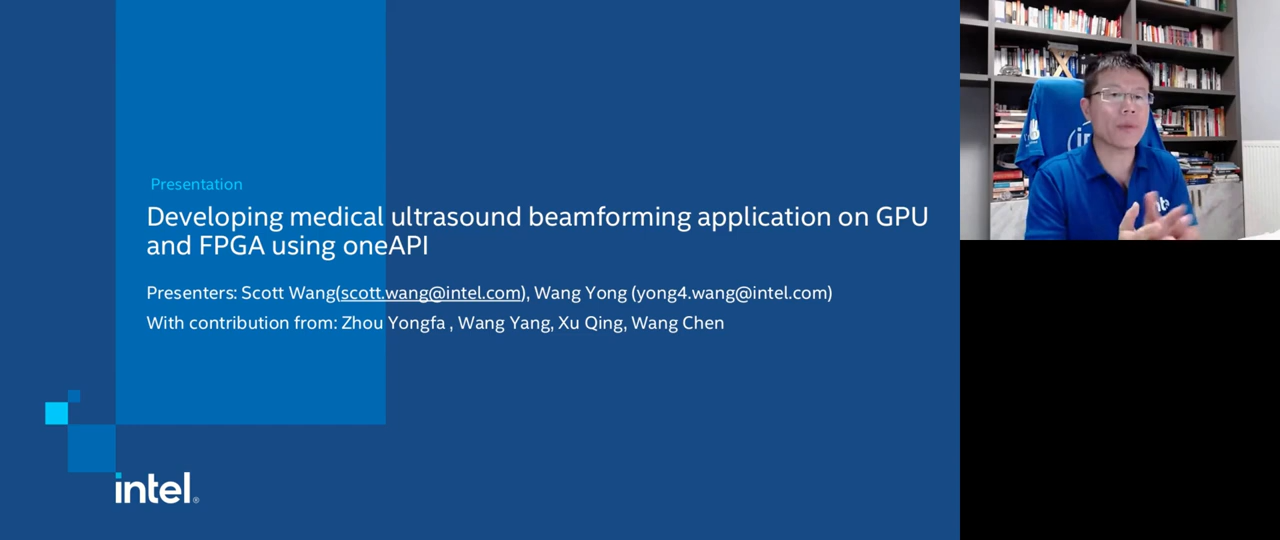 Presentation
Developing medical ultrasound beamforming application on GPU
and FPGA using oneAPI
Presenters: Scott Wang(scott.wang@intel.com), Wang Yong (yong4.wang@intel.com)
With contribution from: Zhou Yongfa , Wang Yang, Xu Qing, Wang Chen
intel®